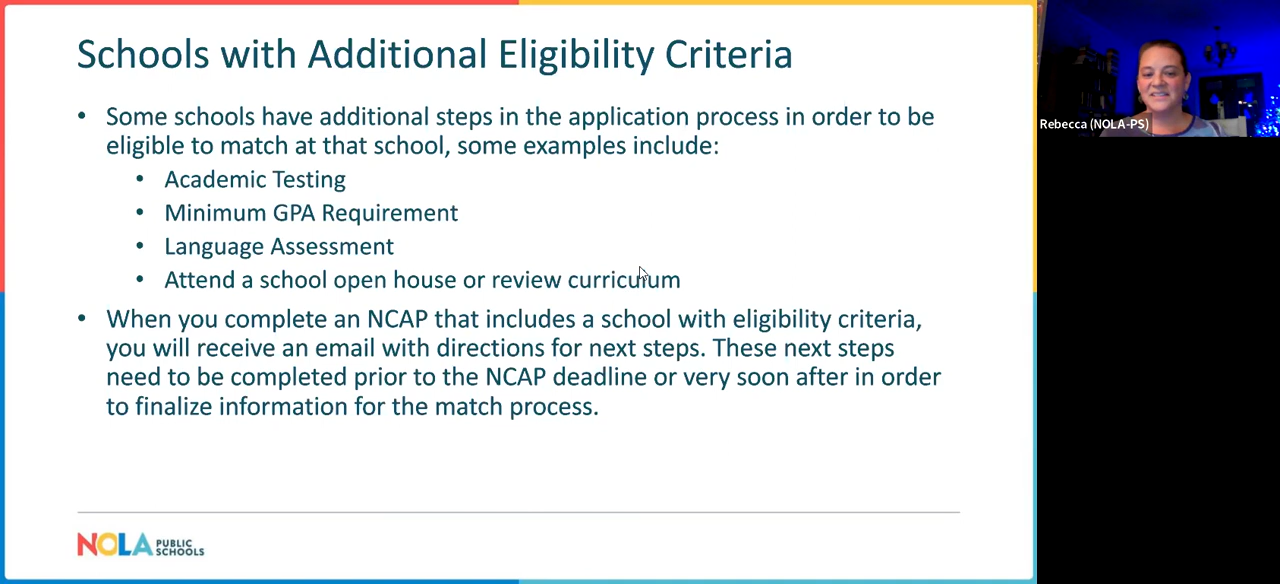 Schools with Additional Eligibility Criteria
• Some schools have additional steps in the application process in order to be
eligible to match at that school, some examples include:
• Academic Testing
• Minimum GPA Requirement
• Language Assessment
• Attend a school open house or review curriculum
• When you complete an NCAP that includes a school with eligibility criteria,
you will receive an email with directions for next steps. These next steps
need to be completed prior to the NCAP deadline or very soon after in order
to finalize information for the match process.
NOLA PUBLIC
SCHOOLS
Rebecca (NOLA-PS)